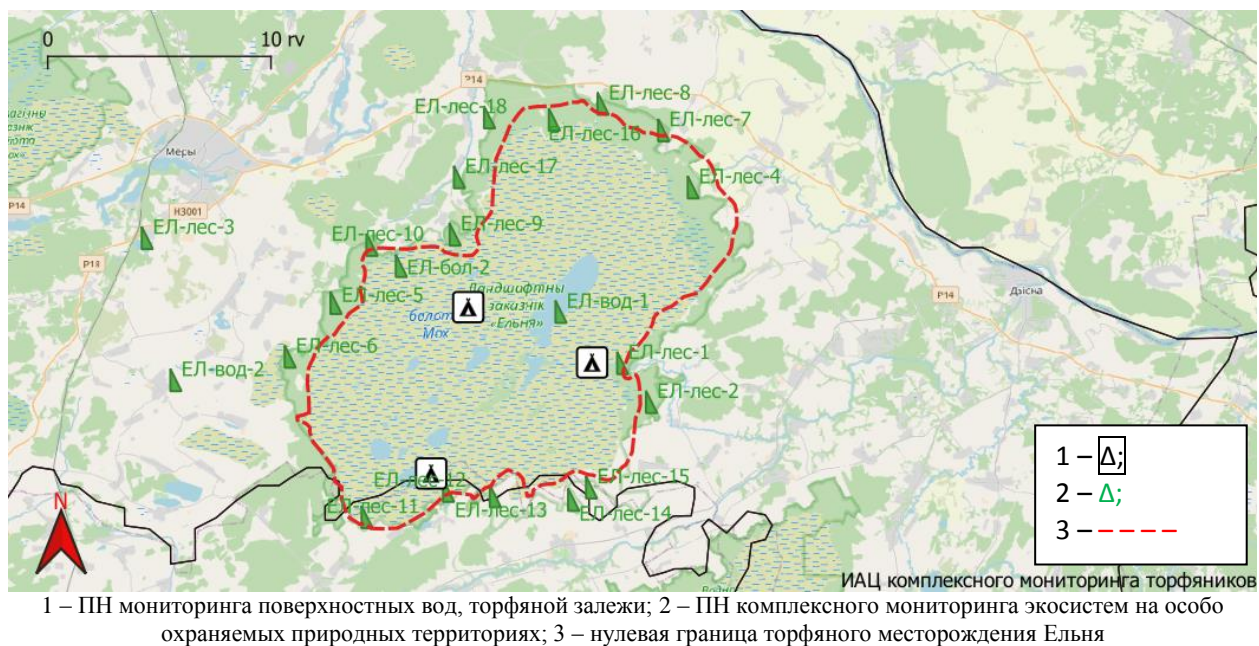 0 10 rv
P14
ЕЛ-лес-8
ЕЛ-лес-18
ЕЛ-лес-16
ЕЛ-лес-7
Меры
ЕЛ-лес-17
ЕЛ-лес-4
P14
H3001
ЕЛ-лес-3
ЕЛ-лес-10
ЕЛ-лес-9
P18
ЕЛ-бол-2
Ландшафтны
заказнік
«Ельня»
балота
Мох
ЕЛ-лес-5
ЕЛ-вод-1
P14
Дзісна
ЕЛ-лес-6
ЕЛ-вод-2
ЕЛ-лес-1
ЕЛ-лес-2
ЕЛ-лес-12
ЕЛ-лес-15
ЕЛ-лес-11
ЕЛ-лес-13
ЕЛ-лес-14
N
1 – Δ;
2 – Δ;
3 –
ИАЦ комплексного мониторинга торфяников
1 – ПН мониторинга поверхностных вод, торфяной залежи; 2 – ПН комплексного мониторинга экосистем на особо
охраняемых природных территориях; 3 – нулевая граница торфяного месторождения Ельня